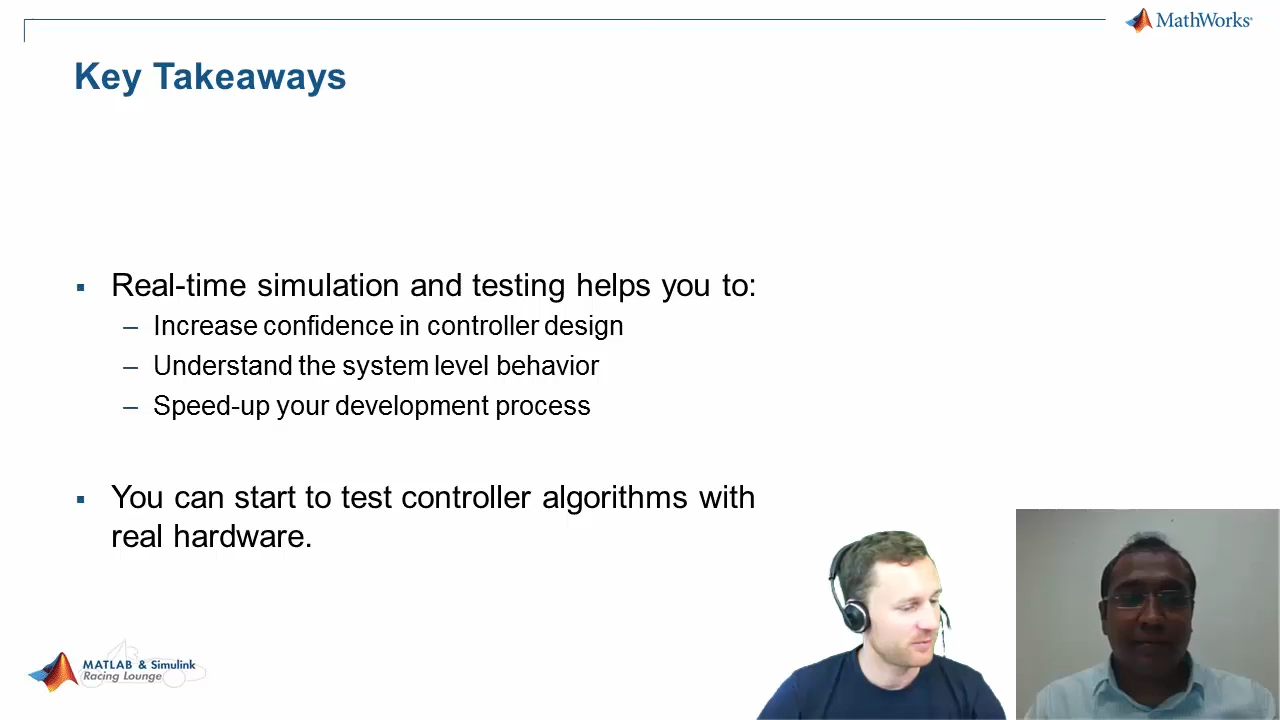 MathWorks®
Key Takeaways
Real-time simulation and testing helps you to:
– Increase confidence in controller design
– Understand the system level behavior
– Speed-up your development process
You can start to test controller algorithms with
real hardware.
MATLAB & Simulink
Racing Lounge